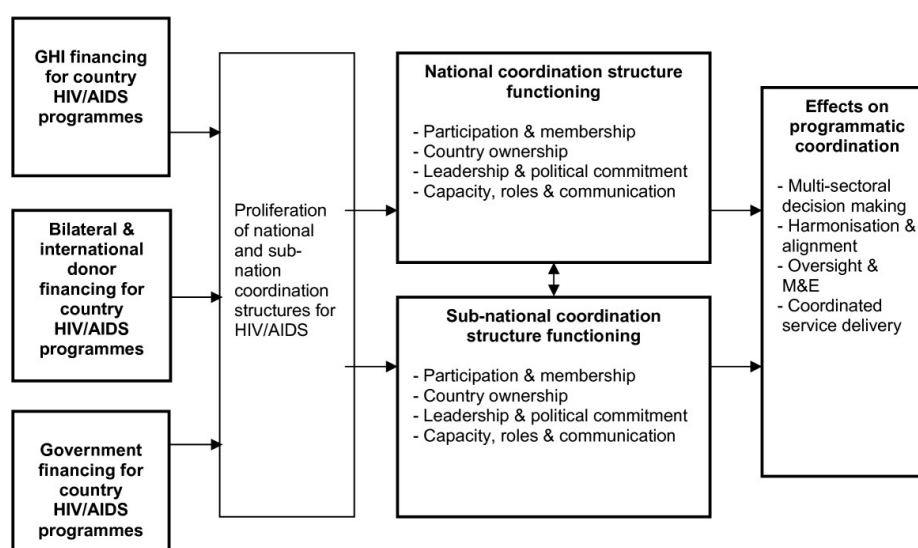 GHI financing
for country
HIV/AIDS
programmes
Bilateral &
international
donor
financing for
country
HIV/AIDS
programmes
Government
financing for
country
HIV/AIDS
programmes
Proliferation
of national
and sub-
nation
coordination
structures for
HIV/AIDS
National coordination structure
functioning
- Participation & membership
- Country ownership
- Leadership & political commitment
- Capacity, roles & communication
Sub-national coordination
structure functioning
- Participation & membership
- Country ownership
- Leadership & political commitment
- Capacity, roles & communication
Effects on
programmatic
coordination
- Multi-sectoral
decision making
- Harmonisation &
alignment
- Oversight &
M&E
- Coordinated
service delivery